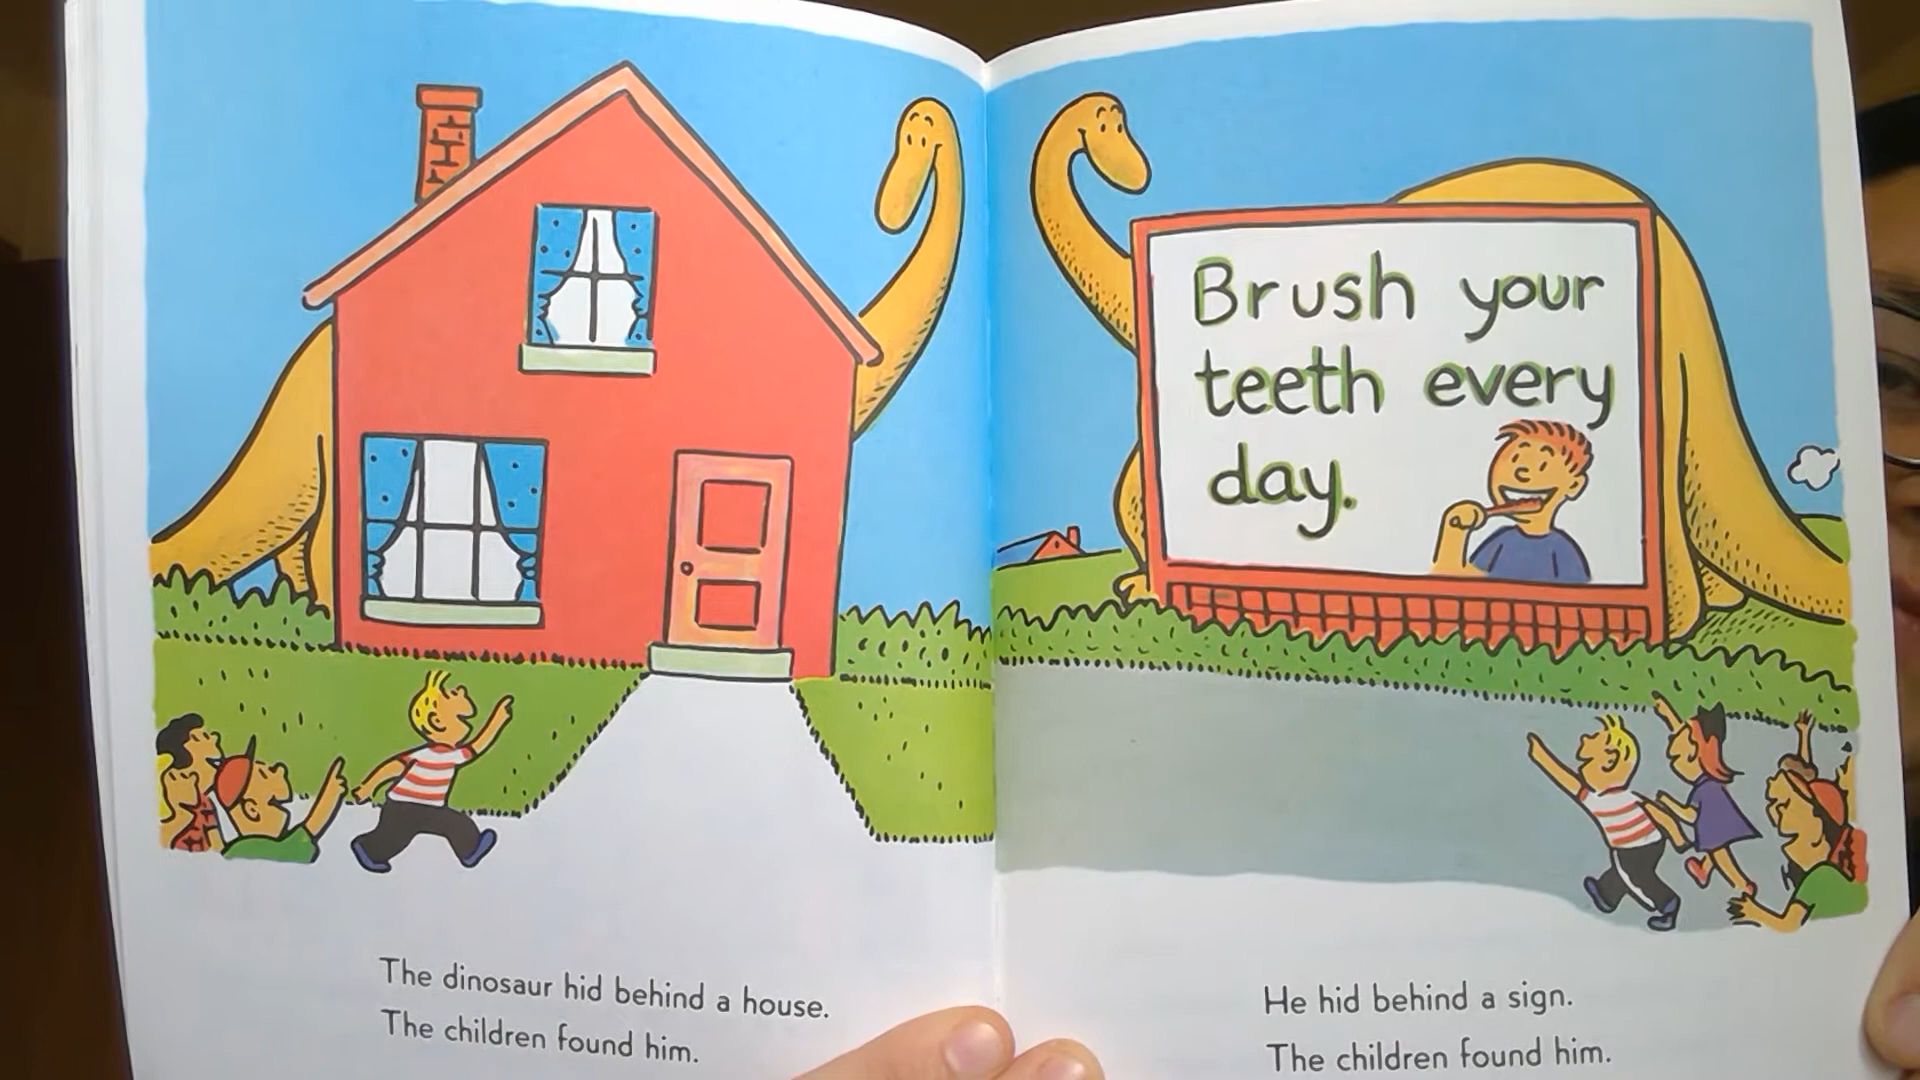 The dinosaur hid behind a house.
The children found him.
Brush your
teeth every
day.
He hid behind a sign.
The children found him.